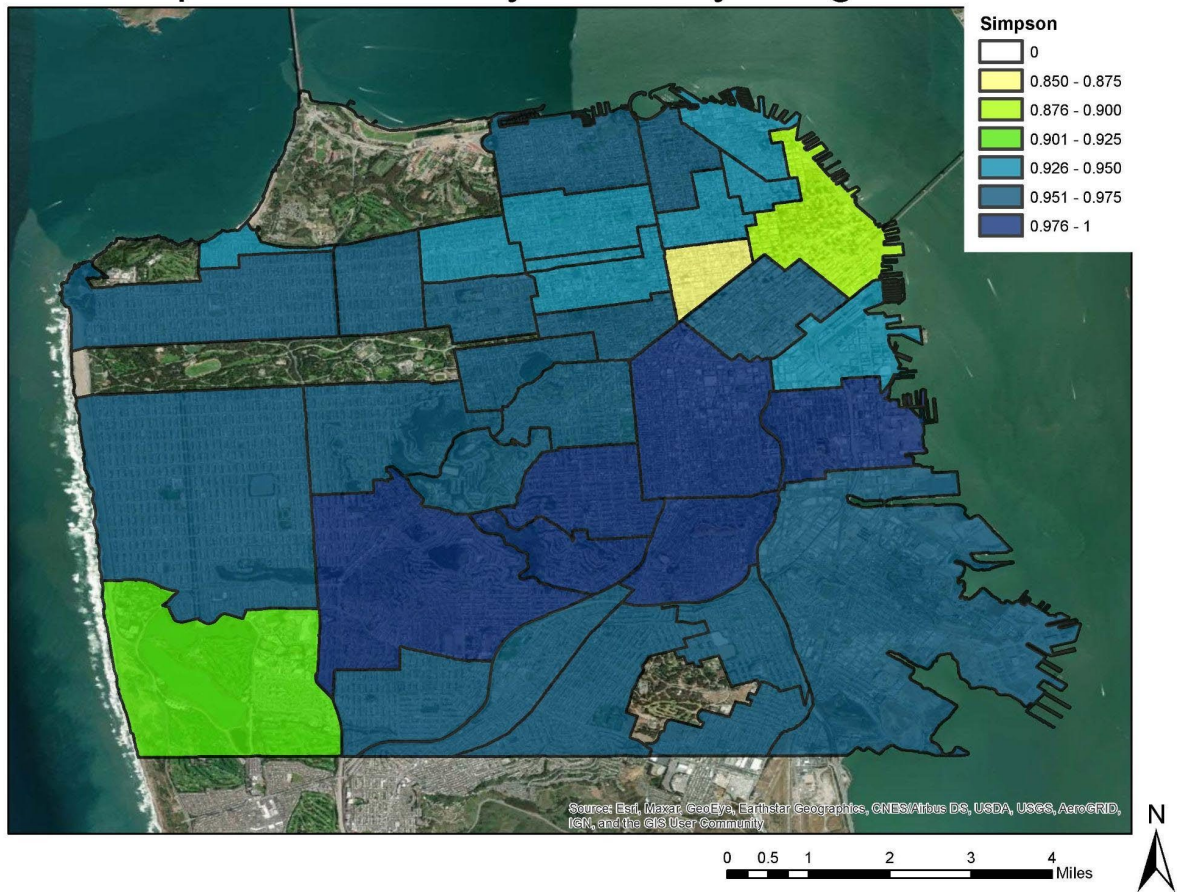 Simpson
0
0.850 - 0.875
0.876 - 0.900
0.901 - 0.925
0.926 - 0.950
0.951 - 0.975
0.976 - 1
Source: Esri, Maxar, GeoEye, Earthstar Geographics, CNES/Airbus DS, USDA, USGS, AeroGRID,
IGN, and the GIS User Community
N
0 0.5 1 2 3 4
Miles